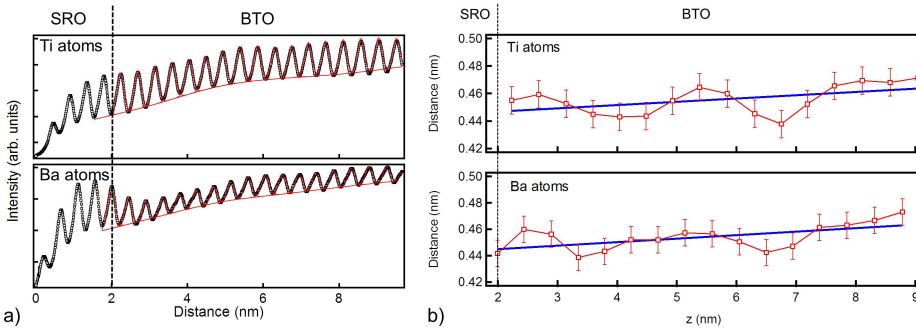 SRO BTO
Ti atoms
Ba atoms
Intensity (arb. units)
0 2 4 6 8
Distance (nm)
a)
SRO BTO
Ti atoms
0.50
0.48
0.46
0.44
0.42
Distance (nm)
Ba atoms
0.50
0.48
0.46
0.44
0.42
Distance (nm)
2 3 4 5 6 7 8 9
z (nm)
b)